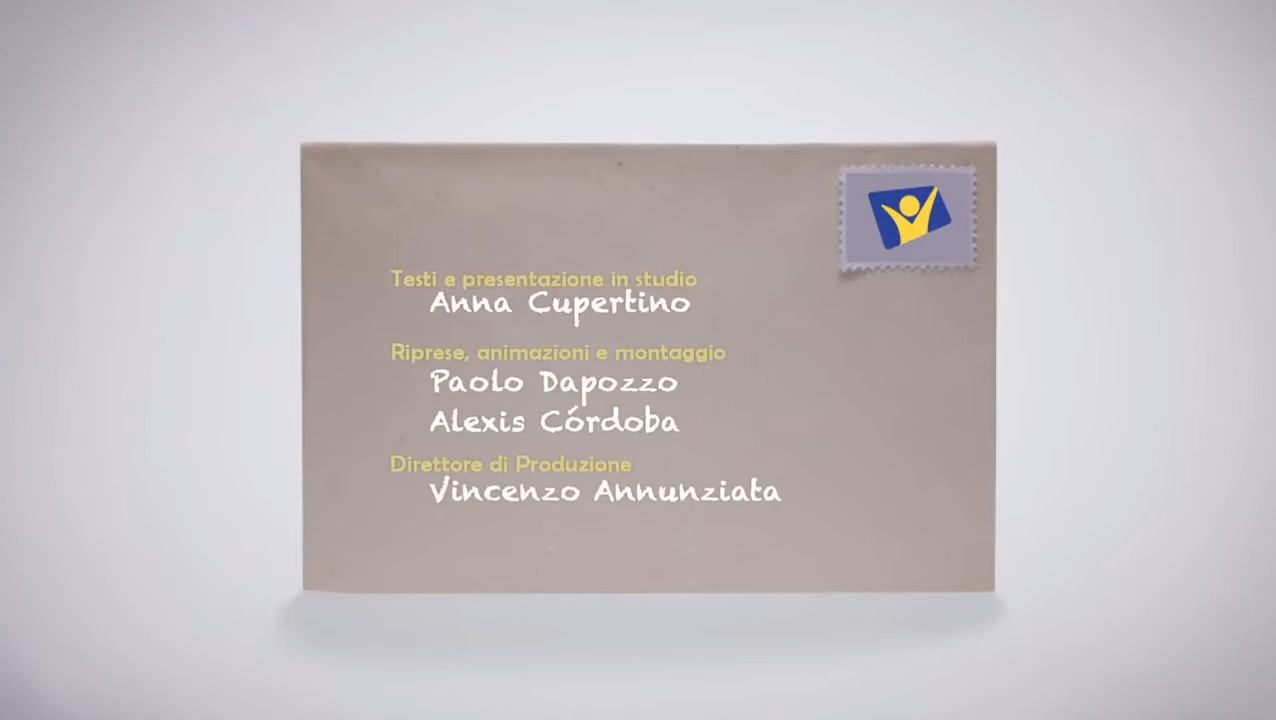 Testi e presentazione in studio
Anna Cupertino
Riprese, animazioni e montaggio
Paolo Dapozzo
Alexis Córdoba
Direttore di Produzione
Vincenzo Annunziata